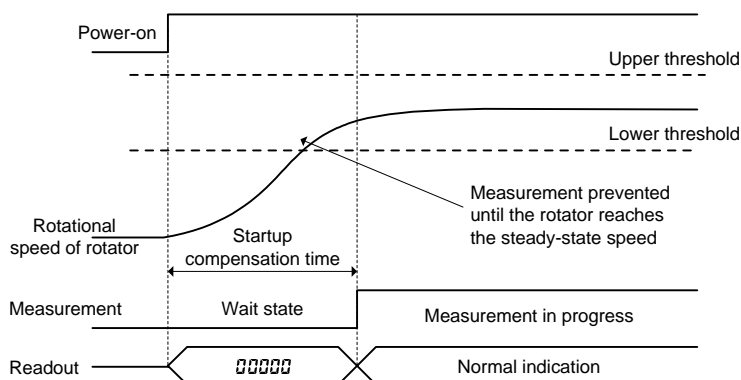 Power-on
Upper threshold
Lower threshold
Measurement prevented
until the rotator reaches
the steady-state speed
Rotational
speed of rotator
Startup
compensation time
Measurement
Wait state
Measurement in progress
Readout
00000
Normal indication